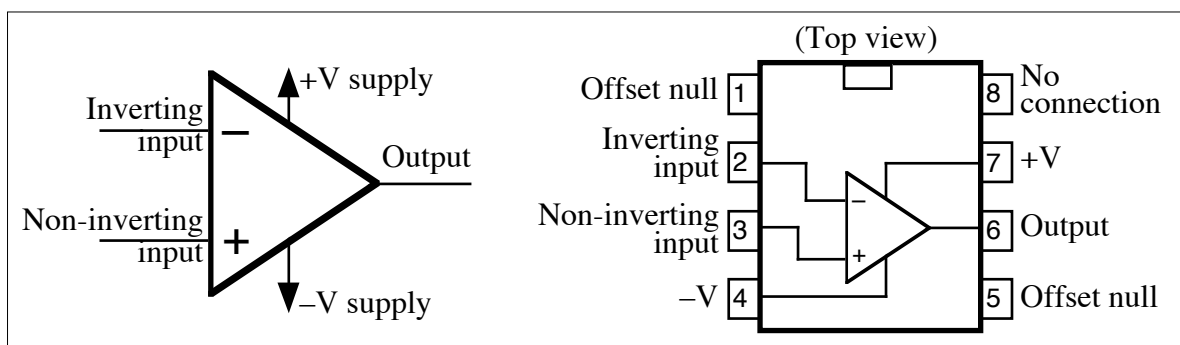 +V supply
Inverting
input
−
Output
Non-inverting
input
+
–V supply
(Top view)
Offset null 1
8 No
connection
Inverting
input 2
7 +V
Non-inverting
input 3
6 Output
–V 4
5 Offset null
−
+